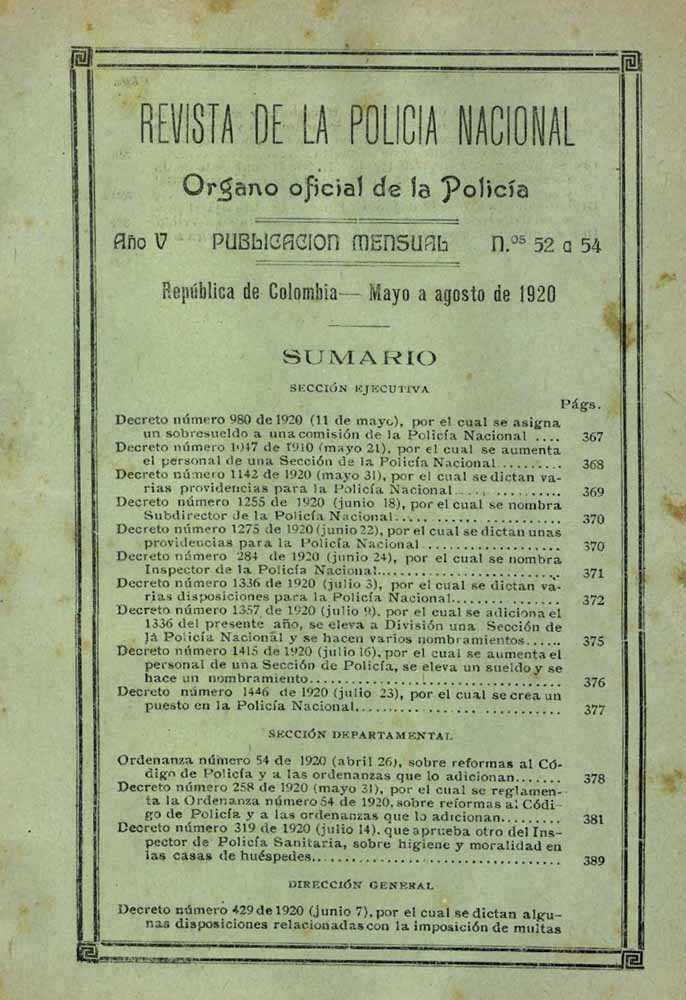 REVISTA DE LA POLICIA NACIONAL
Organo oficial de la Policía
Año V PUBLICACION MENSUAL N.os 52 a 54
República de Colombia— Mayo a agosto de 1920
SUMARIO
SECCIÓN EJECUTIVA
Págs.
Decreto número 980 de 1920 (11 de mayo), por el cual se asigna
un sobresueldo a una comisión de la Policía Nacional .... 367
Decreto número 1047 de 1910 (mayo 21), por el cual se aumenta
el personal de una Sección de la Policía Nacional.......... 368
Decreto número 1142 de 1920 (mayo 31), por el cual se dictan va-
rias providencias para la Policía Nacional................ 369
Decreto número 1255 de 1920 (junio 18), por el cual se nombra
Subdirector de la Policía Nacional...................... 370
Decreto número 1275 de 1920 (junio 22), por el cual se dictan unas
providencias para la Policía Nacional .................. 370
Decreto número 284 de 1920 (junio 24), por el cual se nombra
Inspector de la Policía Nacional........................ 371
Decreto número 1336 de 1920 (julio 3), por el cual se dictan va-
rias disposiciones para la Policía Nacional............... 372
Decreto número 1357 de 1920 (julio 9), por el cual se adiciona el
1336 del presente año, se eleva a División una Sección de
la Policía Nacional y se hacen varios nombramientos...... 375
Decreto número 1415 de 1920 (julio 16), por el cual se aumenta el
personal de una Sección de Policía, se eleva un sueldo y se
hace un nombramiento................................ 376
Decreto número 1446 de 1920 (julio 23), por el cual se crea un
puesto en la Policía Nacional........................... 377
SECCIÓN DEPARTAMENTAL
Ordenanza número 54 de 1920 (abril 26), sobre reformas al Có-
digo de Policía y a las ordenanzas que lo adicionan....... 378
Decreto número 258 de 1920 (mayo 31), por el cual se reglamen-
ta la Ordenanza número 54 de 1920, sobre reformas al Códi-
go de Policía y a las ordenanzas que lo adicionan......... 381
Decreto número 319 de 1920 (julio 14), que aprueba otro del Ins-
pector de Policía Sanitaria, sobre higiene y moralidad en
las casas de huéspedes................................ 389
DIRECCIÓN GENERAL
Decreto número 429 de 1920 (junio 7), por el cual se dictan algu-
nas disposiciones relacionadas con la imposición de multas